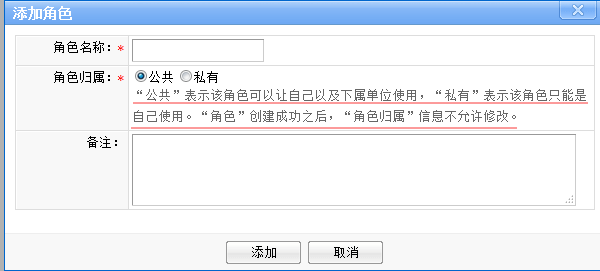 添加角色
角色名称：*
角色归属：* 公共 私有
“公共”表示该角色可以让自己以及下属单位使用，“私有”表示该角色只能是
自己使用。“角色”创建成功之后，“角色归属”信息不允许修改。
备注：
添加 取消